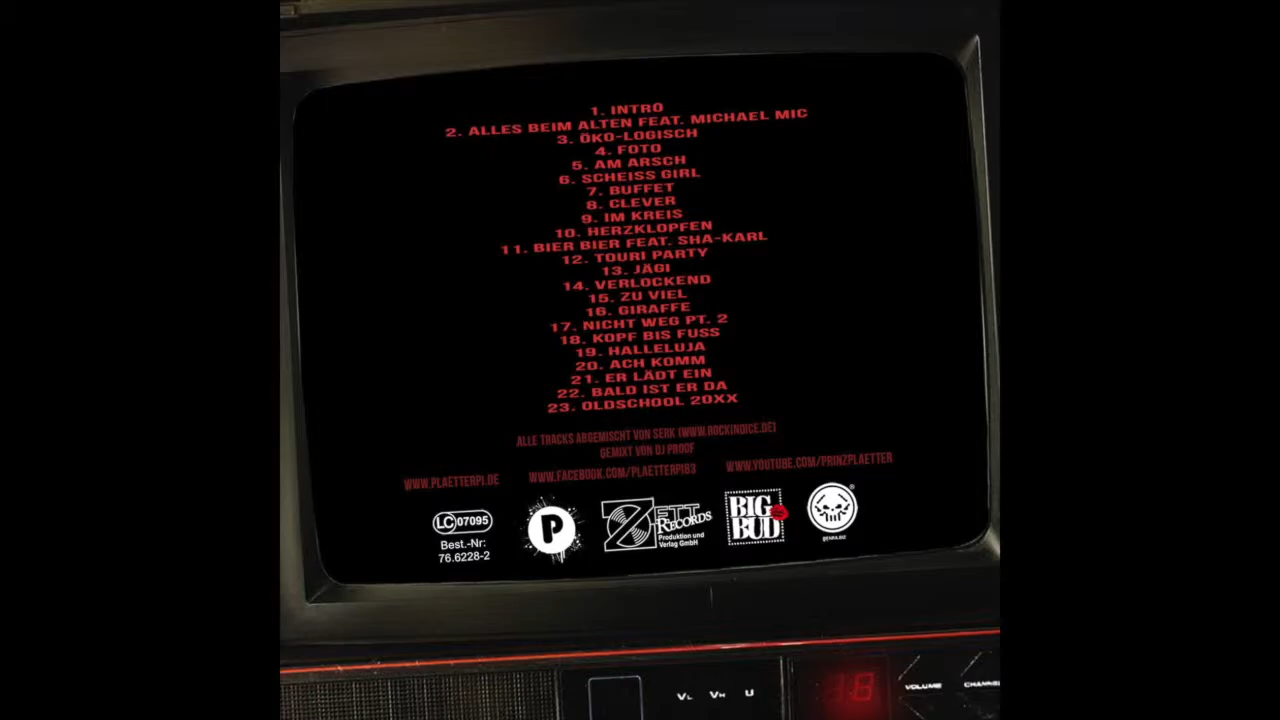 1. INTRO
2. ALLES BEIM ALTEN FEAT. MICHAEL MIC
3. ÖKO-LOGISCH
4. FOTO
5. AM ARSCH
6. SCHEISS GIRL
7. BUFFET
8. CLEVER
9. IM KREIS
10. HERZKLOPFEN
11. BIER BIER FEAT. SHA-KARL
12. TOURI PARTY
13. JÄGI
14. VERLOCKEND
15. ZU VIEL
16. GIRAFFE
17. NICHT WEG PT. 2
18. KOPF BIS FUSS
19. HALLELUJA
20. ACH KOMM
21. ER LÄDT EIN
22. BALD IST ER DA
23. OLDSCHOOL 20XX
ALLE TRACKS ABGEMISCHT VON SERK (WWW.ROCKINDICE.DE)
GEMIXT VON DJ PROOF
WWW.PLAETTERPI.DE WWW.FACEBOOK.COM/PLAETTERPI83 WWW.YOUTUBE.COM/PRINZPLAETTER
LC 07095
Best.-Nr:
76.6228-2
P
ZETT
RECORDS
Produktion und
Verlag GmbH
BIG
BUD
®
VL VH U
18
VOLUME